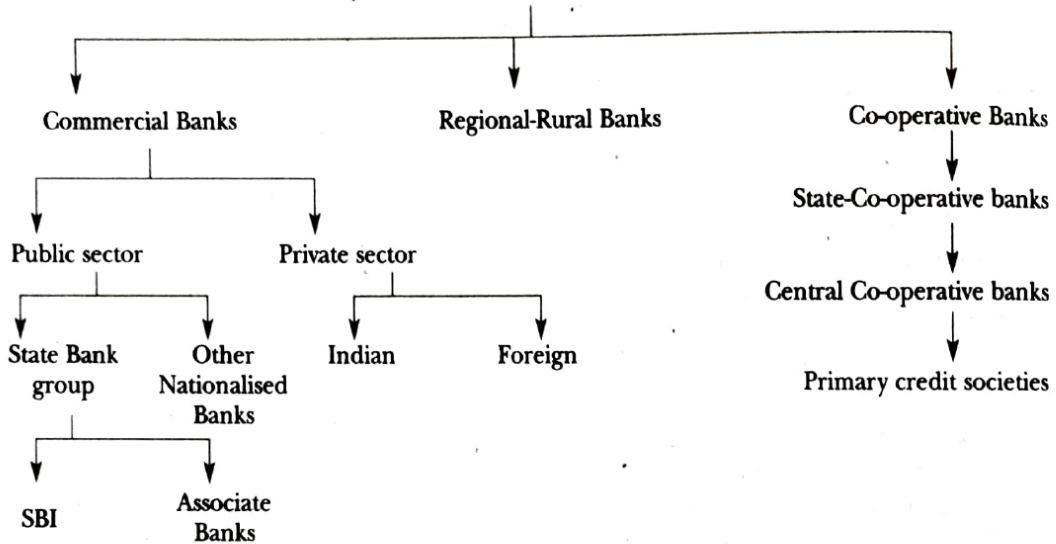 Commercial Banks
Regional-Rural Banks
Co-operative Banks
State-Co-operative banks
Public sector
Private sector
Central Co-operative banks
State Bank
group
Other
Nationalised
Banks
Indian
Foreign
Primary credit societies
SBI
Associate
Banks